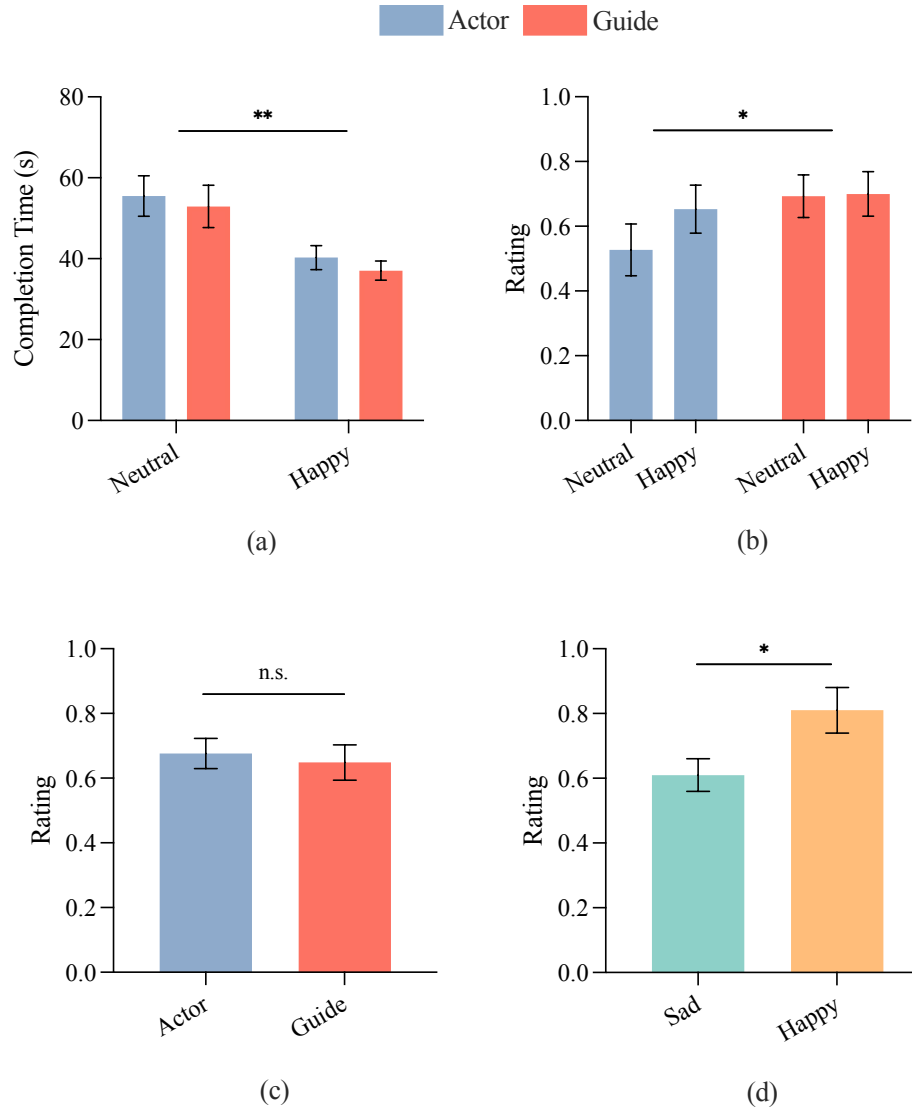 Actor Guide
80
60
40
20
0
Completion Time (s)
**
Neutral Happy
(a)
1.0
0.8
0.6
0.4
0.2
0.0
Rating
*
Neutral Happy Neutral Happy
(b)
1.0
0.8
0.6
0.4
0.2
0.0
Rating
n.s.
Actor Guide
(c)
1.0
0.8
0.6
0.4
0.2
0.0
Rating
*
Sad Happy
(d)